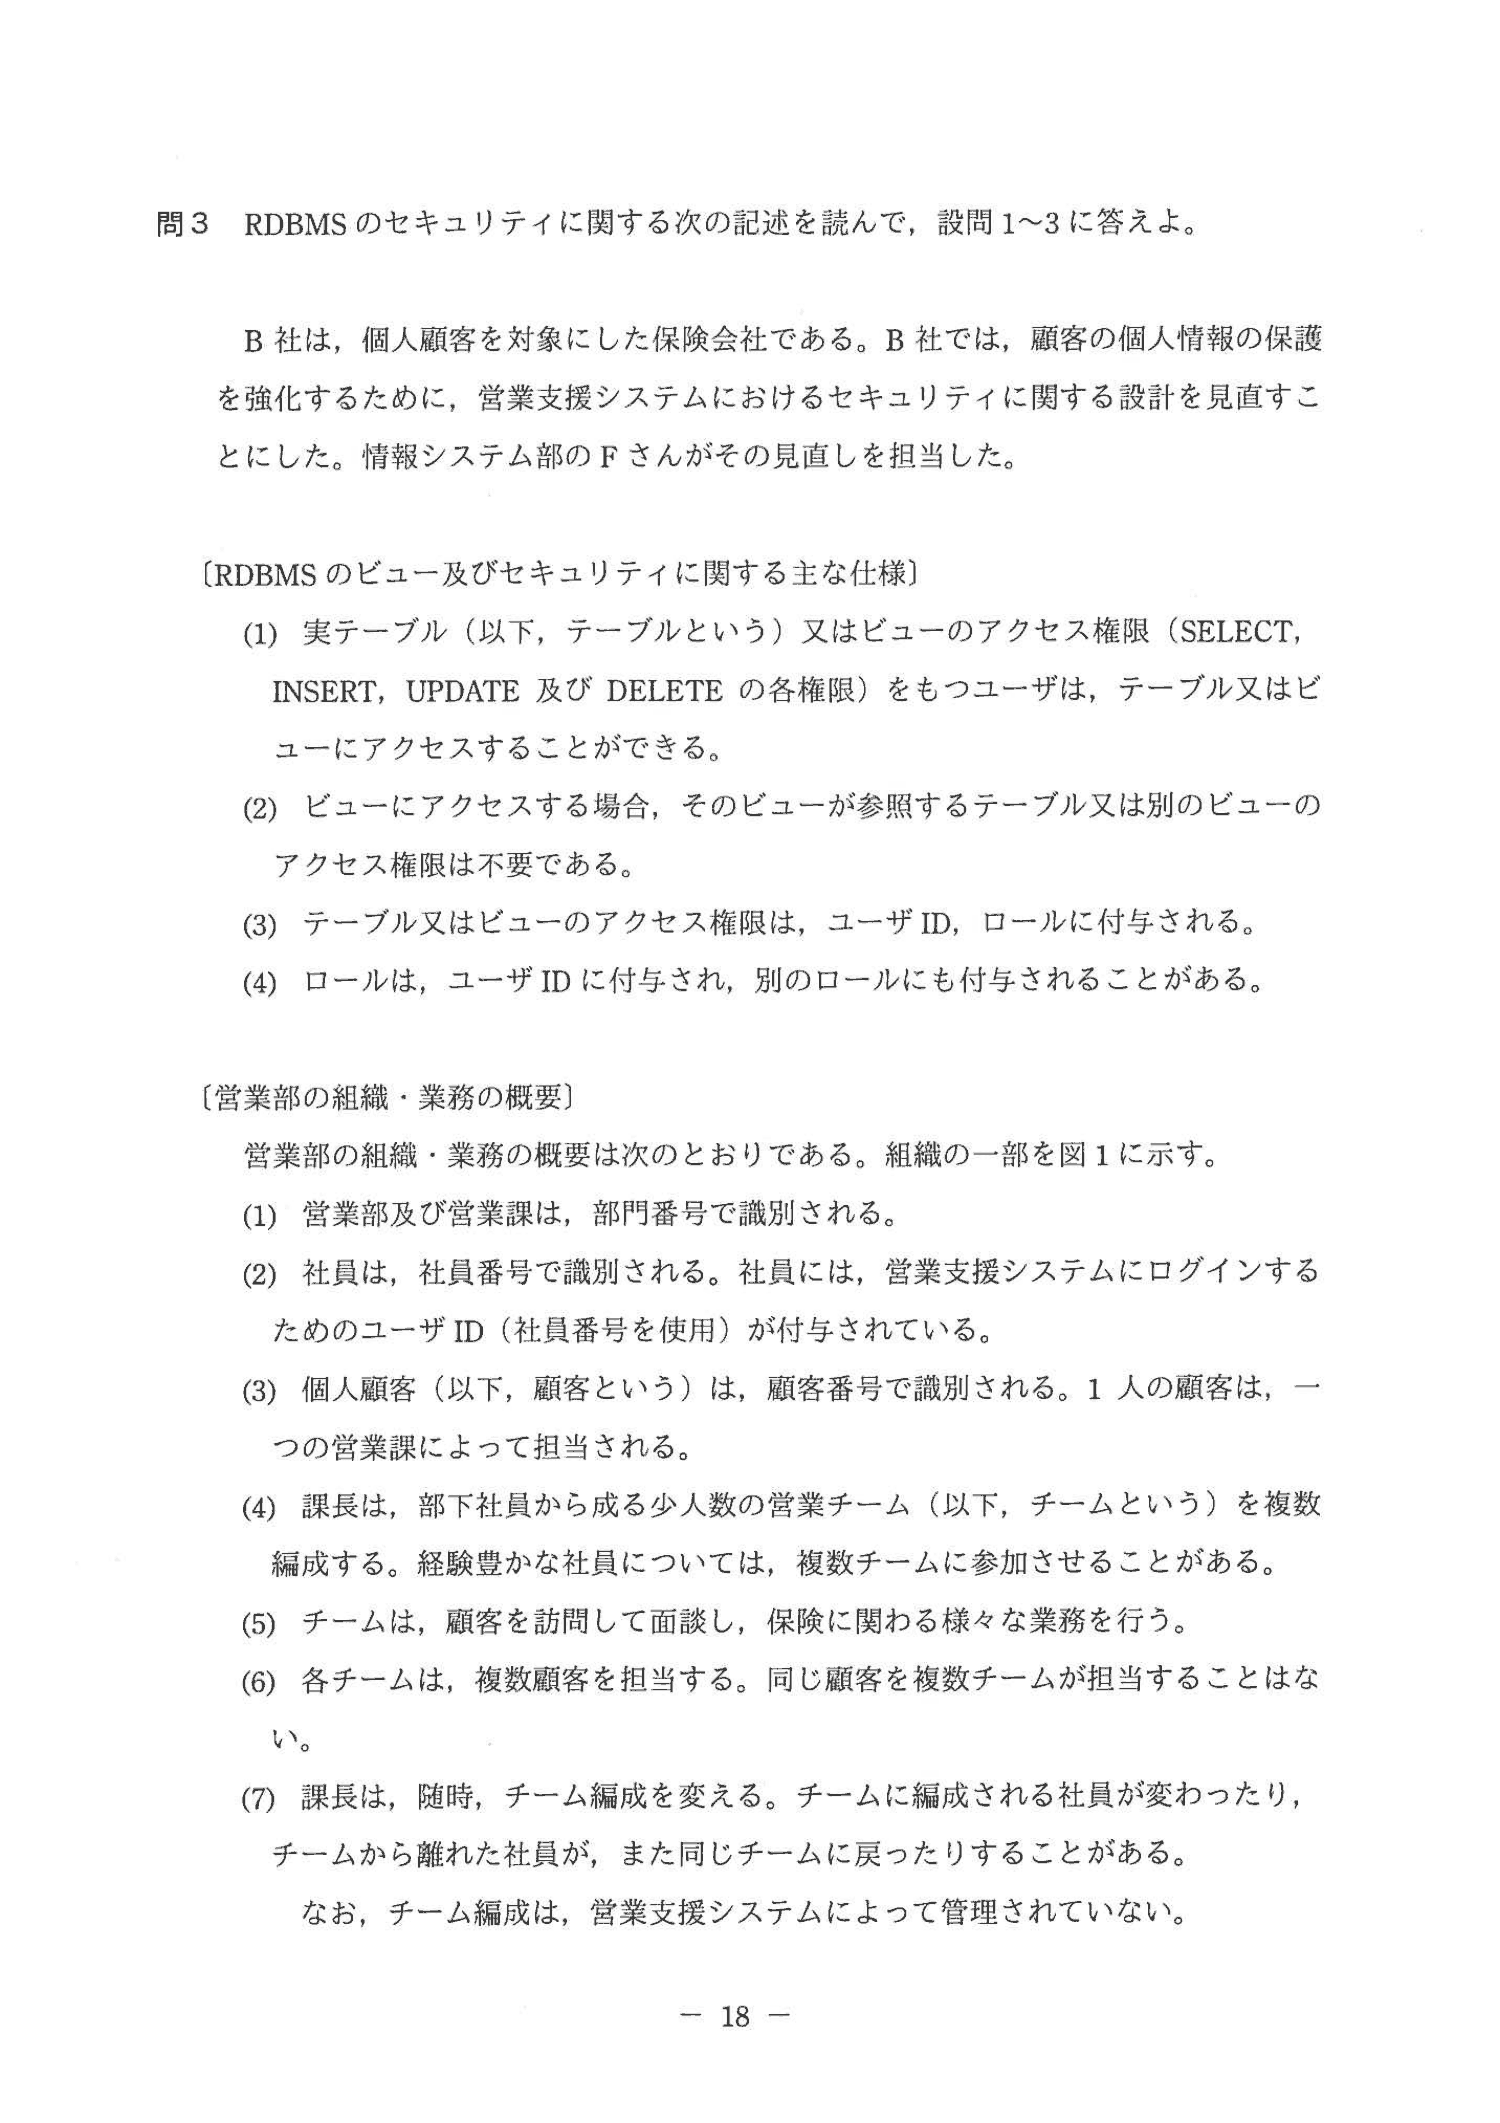 問3　RDBMS のセキュリティに関する次の記述を読んで，設問 1～3 に答えよ。
B 社は，個人顧客を対象にした保険会社である。B 社では，顧客の個人情報の保護
を強化するために，営業支援システムにおけるセキュリティに関する設計を見直すこ
とにした。情報システム部の F さんがその見直しを担当した。
〔RDBMS のビュー及びセキュリティに関する主な仕様〕
(1) 実テーブル（以下，テーブルという）又はビューのアクセス権限（SELECT，
INSERT，UPDATE 及び DELETE の各権限）をもつユーザは，テーブル又はビ
ューにアクセスすることができる。
(2) ビューにアクセスする場合，そのビューが参照するテーブル又は別のビューの
アクセス権限は不要である。
(3) テーブル又はビューのアクセス権限は，ユーザ ID，ロールに付与される。
(4) ロールは，ユーザ ID に付与され，別のロールにも付与されることがある。
〔営業部の組織・業務の概要〕
営業部の組織・業務の概要は次のとおりである。組織の一部を図 1 に示す。
(1) 営業部及び営業課は，部門番号で識別される。
(2) 社員は，社員番号で識別される。社員には，営業支援システムにログインする
ためのユーザ ID（社員番号を使用）が付与されている。
(3) 個人顧客（以下，顧客という）は，顧客番号で識別される。1 人の顧客は，一
つの営業課によって担当される。
(4) 課長は，部下社員から成る少人数の営業チーム（以下，チームという）を複数
編成する。経験豊かな社員については，複数チームに参加させることがある。
(5) チームは，顧客を訪問して面談し，保険に関わる様々な業務を行う。
(6) 各チームは，複数顧客を担当する。同じ顧客を複数チームが担当することはな
い。
(7) 課長は，随時，チーム編成を変える。チームに編成される社員が変わったり，
チームから離れた社員が，また同じチームに戻ったりすることがある。
なお，チーム編成は，営業支援システムによって管理されていない。
－ 18 －